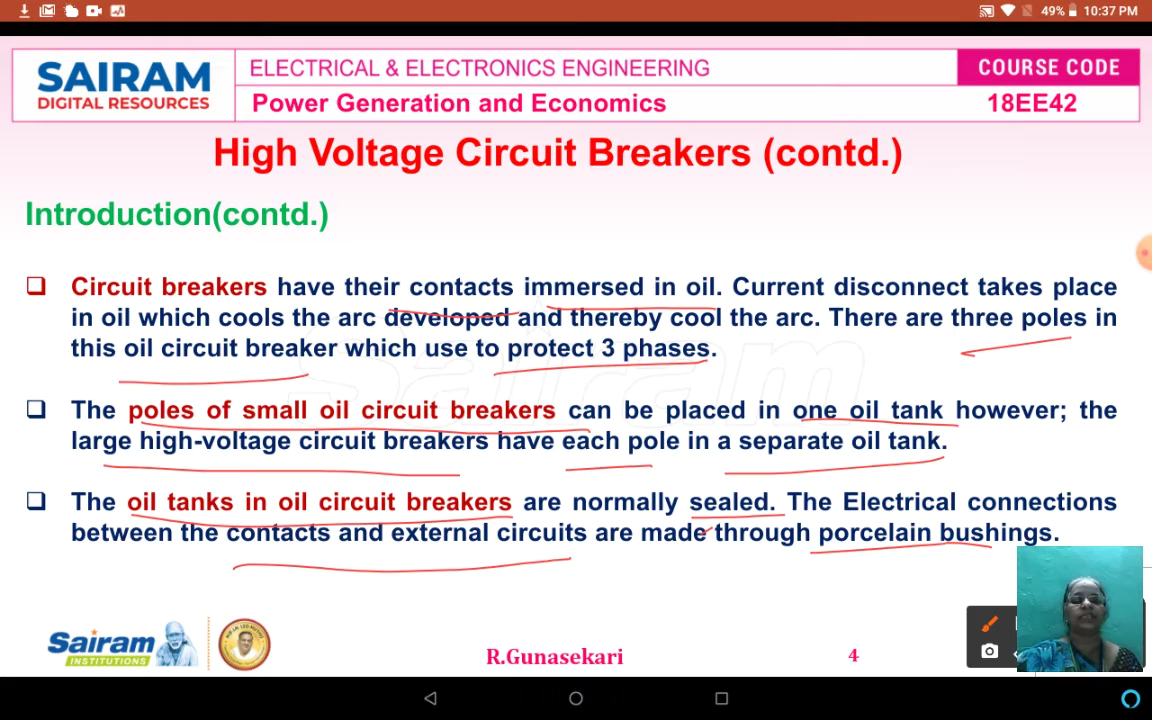 49% 10:37 PM
SAIRAM
DIGITAL RESOURCES
ELECTRICAL & ELECTRONICS ENGINEERING
COURSE CODE
Power Generation and Economics
18EE42
High Voltage Circuit Breakers (contd.)
Introduction(contd.)
Circuit breakers have their contacts immersed in oil. Current disconnect takes place
in oil which cools the arc developed and thereby cool the arc. There are three poles in
this oil circuit breaker which use to protect 3 phases.
The poles of small oil circuit breakers can be placed in one oil tank however; the
large high-voltage circuit breakers have each pole in a separate oil tank.
The oil tanks in oil circuit breakers are normally sealed. The Electrical connections
between the contacts and external circuits are made through porcelain bushings.
Sairam
INSTITUTIONS
R.Gunasekari
4